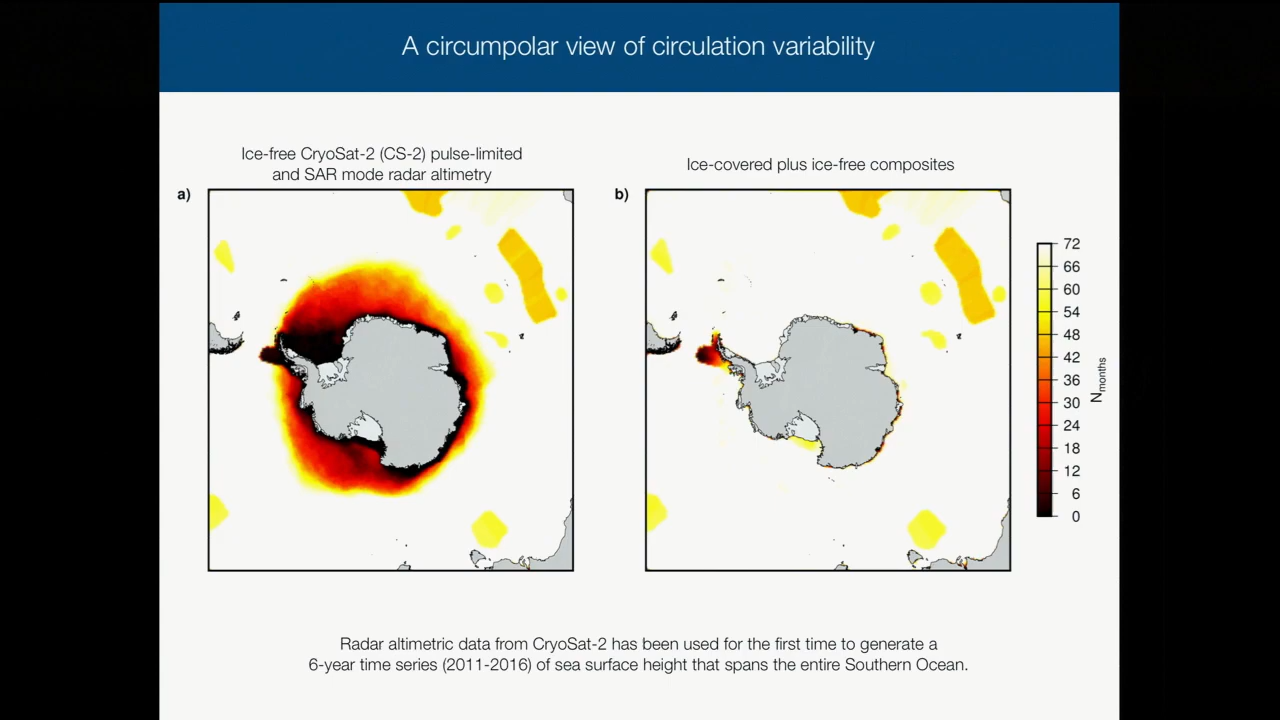 A circumpolar view of circulation variability
Ice-free CryoSat-2 (CS-2) pulse-limited
and SAR mode radar altimetry
Ice-covered plus ice-free composites
a)
b)
72
66
60
54
48
42
36
30
24
18
12
6
0
Nmonths
Radar altimetric data from CryoSat-2 has been used for the first time to generate a
6-year time series (2011-2016) of sea surface height that spans the entire Southern Ocean.